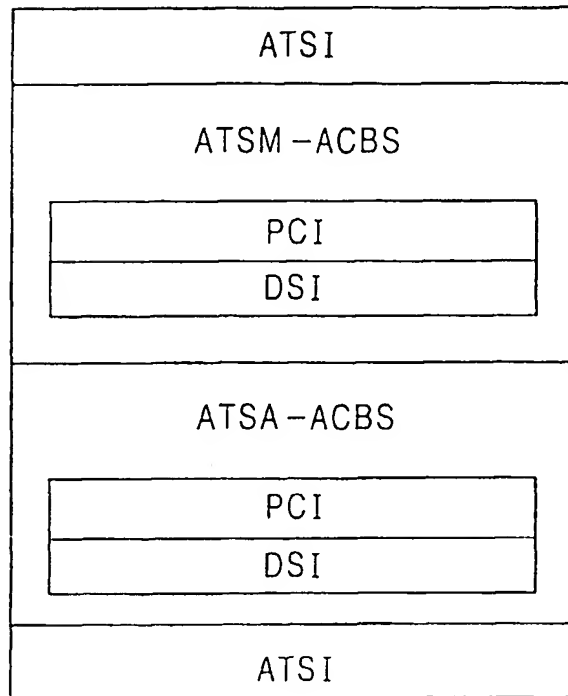 ATSI
ATSM-ACBS
PCI
DSI
ATSA-ACBS
PCI
DSI
ATSI